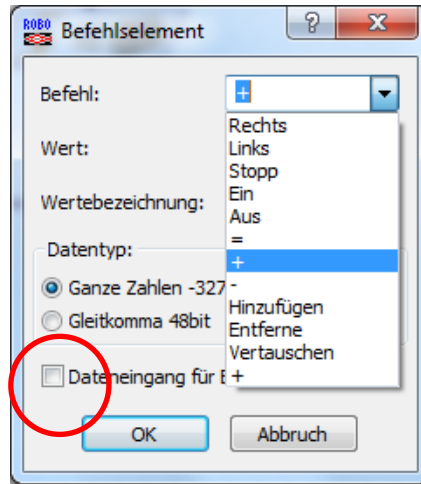 ROBO Befehlselement
Befehl: +
Rechts
Wert:
Links
Stopp
Wertebezeichnung:
Ein
Aus
=
Datentyp:
+
-
Ganze Zahlen -327
Hinzufügen
Gleitkomma 48bit
Entferne
Vertauschen
Dateneingang für
+
OK Abbruch